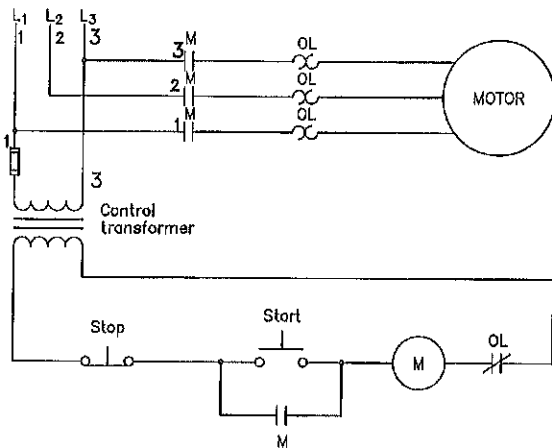 L1 L2 L3
1 2 3
3 M OL
2 M OL
MOTOR
1 M OL
1
3
Control
transformer
Stop
Start
M
OL
M